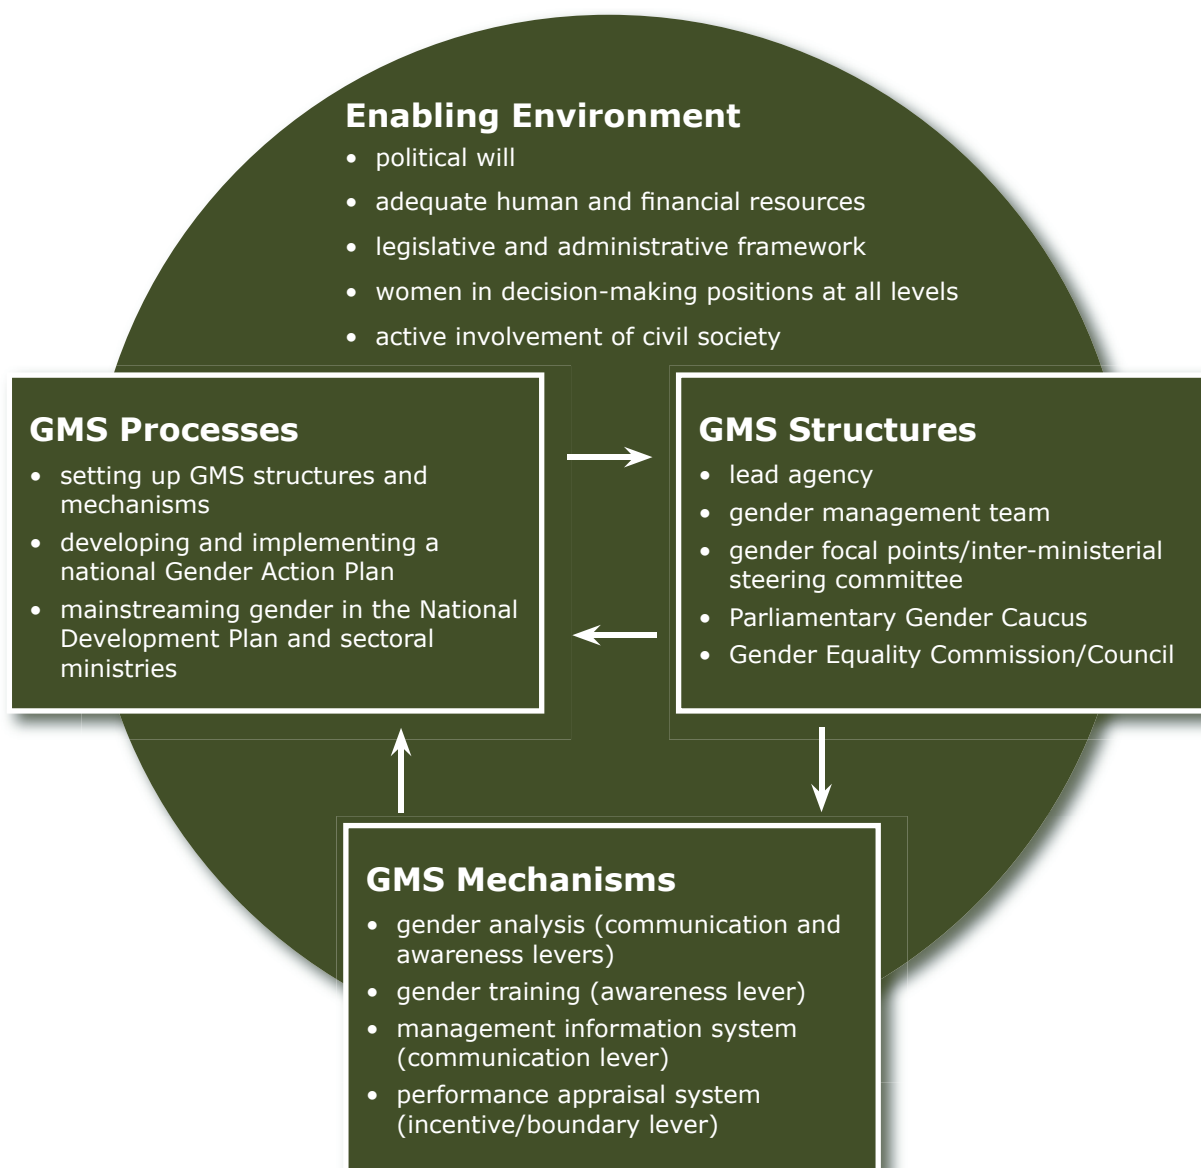 Enabling Environment
• political will
• adequate human and financial resources
• legislative and administrative framework
• women in decision-making positions at all levels
• active involvement of civil society
GMS Processes
• setting up GMS structures and
mechanisms
• developing and implementing a
national Gender Action Plan
• mainstreaming gender in the National
Development Plan and sectoral
ministries
GMS Structures
• lead agency
• gender management team
• gender focal points/inter-ministerial
steering committee
• Parliamentary Gender Caucus
• Gender Equality Commission/Council
GMS Mechanisms
• gender analysis (communication and
awareness levers)
• gender training (awareness lever)
• management information system
(communication lever)
• performance appraisal system
(incentive/boundary lever)